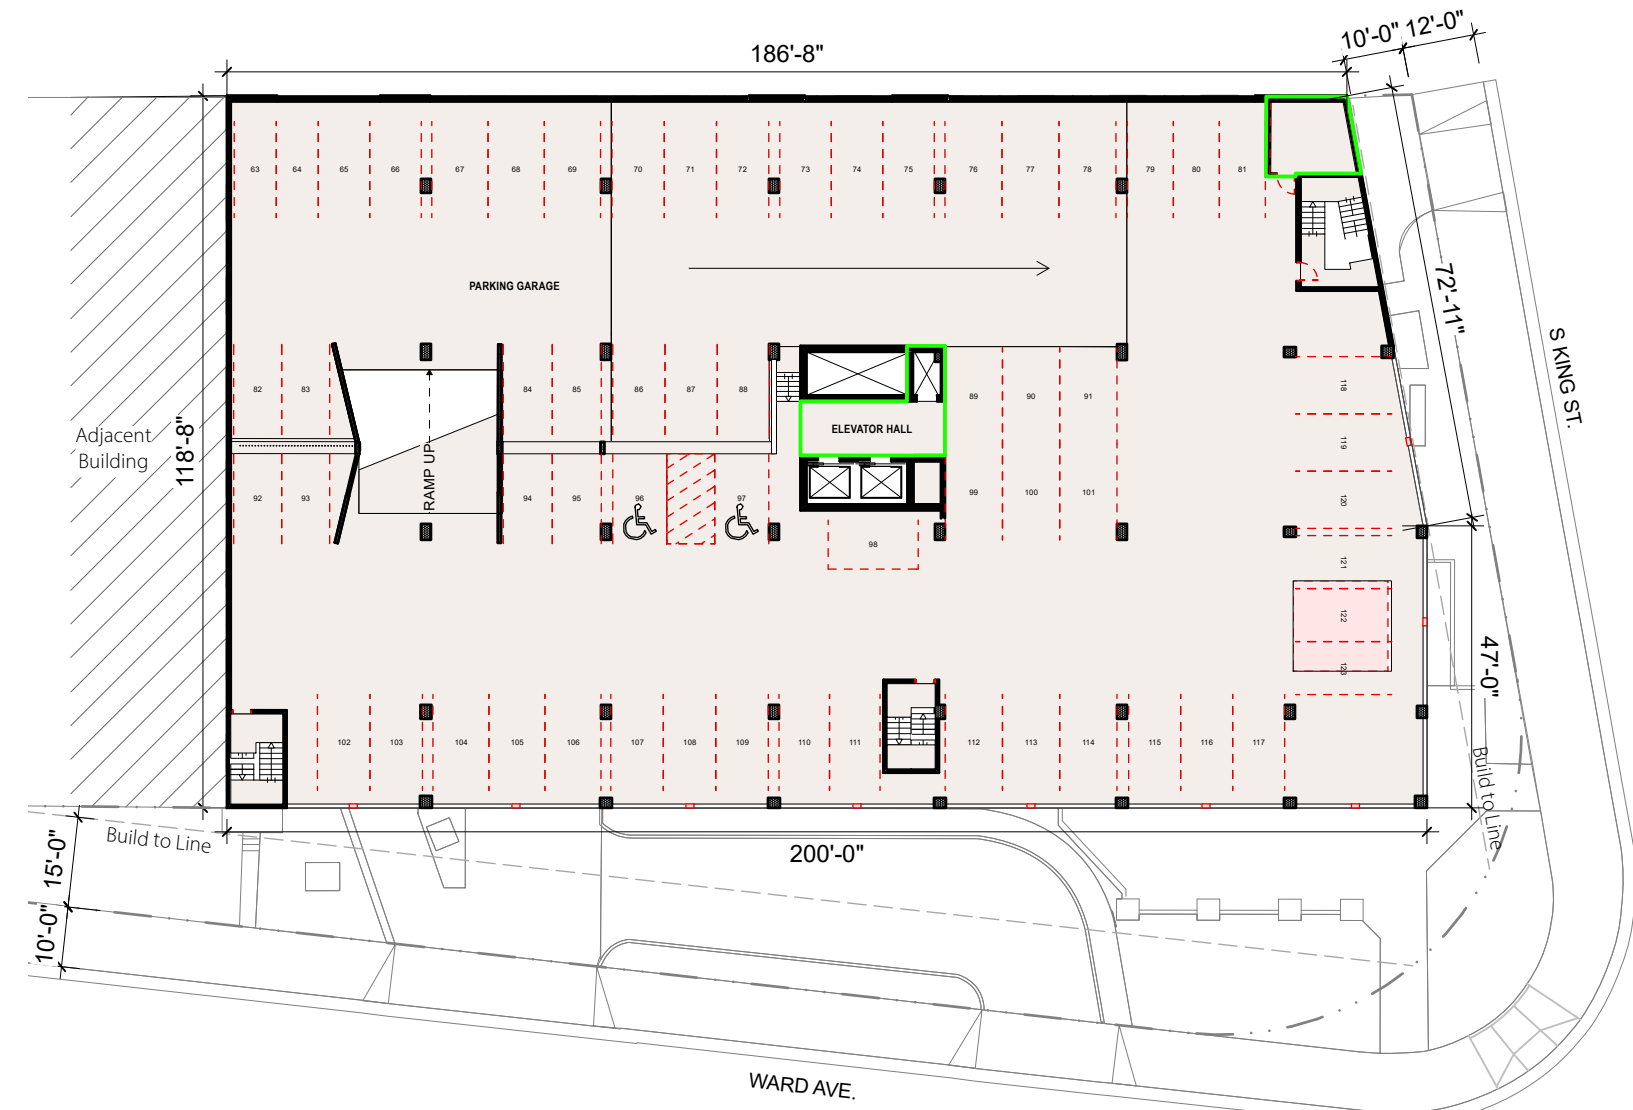 10'-0" 12'-0"
186'-8"
63 64 65 66 67 68 69 70 71 72 73 74 75 76 77 78 79 80 81
PARKING GARAGE
72'-11"
S KING ST.
82 83 84 85 86 87 88 89 90 91 118
ELEVATOR HALL
119
Adjacent
Building
118'-8"
RAMP UP
92 93 94 95 96 97 99 100 101 120
98
121
122
123
47'-0"
102 103 104 105 106 107 108 109 110 111 112 113 114 115 116 117
Build to Line
Build to Line
200'-0"
15'-0"
10'-0"
WARD AVE.